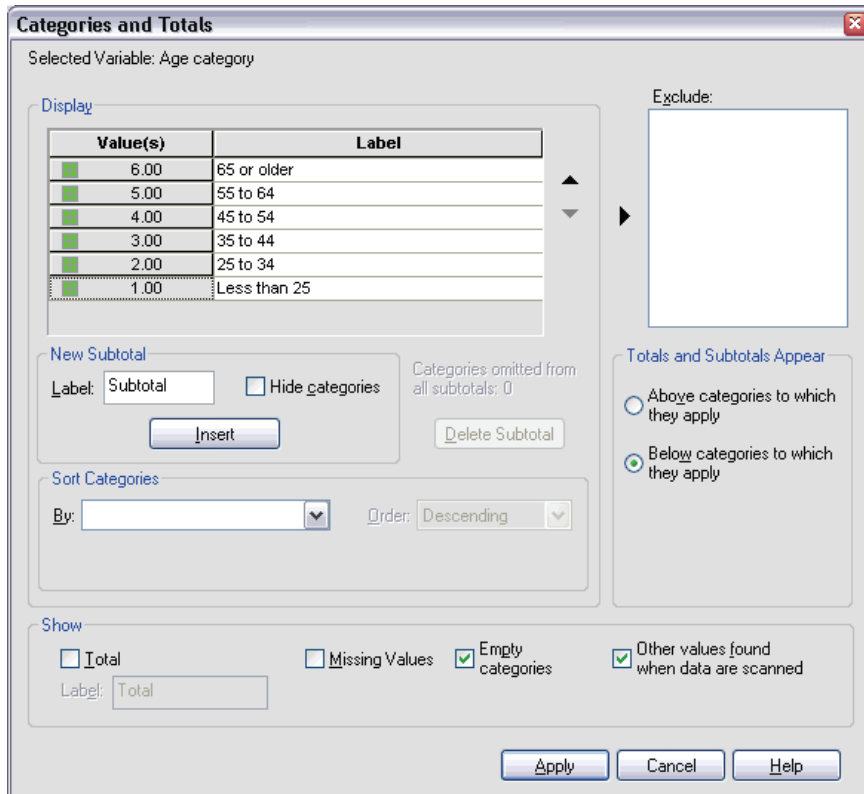 Categories and Totals
Selected Variable: Age category
Display
Value(s) Label
6.00 65 or older
5.00 55 to 64
4.00 45 to 54
3.00 35 to 44
2.00 25 to 34
1.00 Less than 25
Exclude:
New Subtotal
Label: Subtotal Hide categories
Insert
Categories omitted from
all subtotals: 0
Delete Subtotal
Totals and Subtotals Appear
Above categories to which
they apply
Below categories to which
they apply
Sort Categories
By: Order: Descending
Show
Total
Label: Total
Missing Values
Empty
categories
Other values found
when data are scanned
Apply Cancel Help